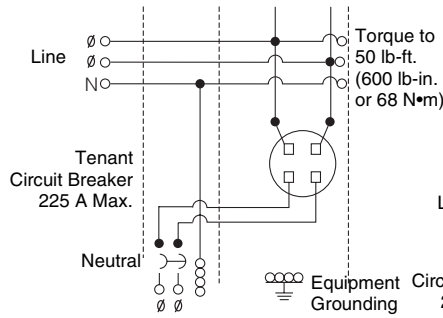 Line
Ø
Ø
N
Torque to
50 lb-ft.
(600 lb-in.
or 68 N•m)
Tenant
Circuit Breaker
225 A Max.
L
Neutral
Ø Ø
Equipment
Grounding
Circ
2